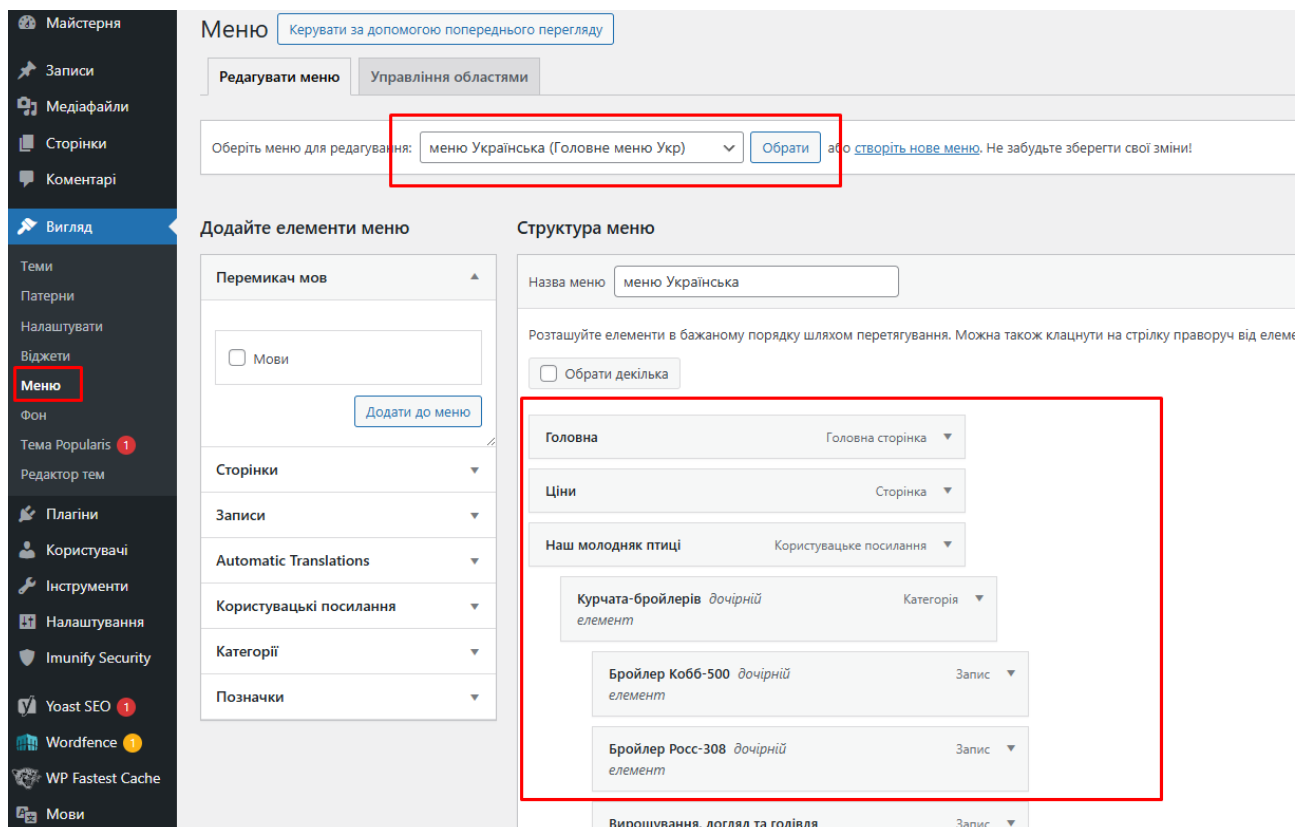 Майстерня
Записи
Медіафайли
Сторінки
Коментарі
Вигляд
Теми
Патерни
Налаштувати
Віджети
Меню
Фон
Тема Popularis 1
Редактор тем
Плагіни
Користувачі
Інструменти
Налаштування
Imunify Security
Yoast SEO 1
Wordfence 1
WP Fastest Cache
Мови
Меню Керувати за допомогою попереднього перегляду
Редагувати меню Управління областями
Оберіть меню для редагування: меню Українська (Головне меню Укр) Обрати або створіть нове меню. Не забудьте зберегти свої зміни!
Додайте елементи меню
Перемикач мов
Мови
Додати до меню
Сторінки
Записи
Automatic Translations
Користувацькі посилання
Категорії
Позначки
Структура меню
Назва меню меню Українська
Розташуйте елементи в бажаному порядку шляхом перетягування. Можна також клацнути на стрілку праворуч від елеме
Обрати декілька
Головна Головна сторінка
Ціни Сторінка
Наш молодняк птиці Користувацьке посилання
Курчата-бройлерів дочірній Категорія
елемент
Бройлер Кобб-500 дочірній Запис
елемент
Бройлер Росс-308 дочірній Запис
елемент
Вирощування, догляд та годівля Запис